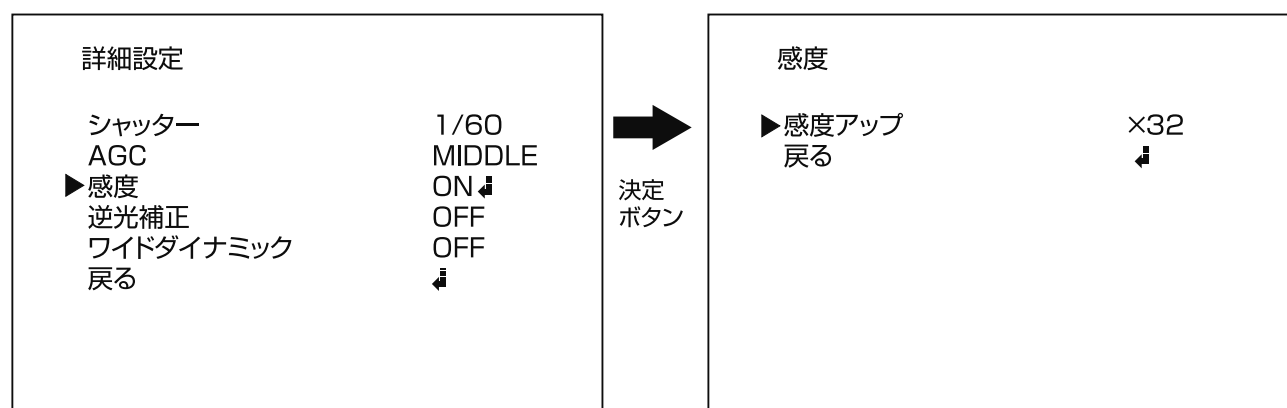 詳細設定
シャッター 1/60
AGC MIDDLE
▶感度 ON↲
逆光補正 OFF
ワイドダイナミック OFF
戻る ↲
決定
ボタン
感度
▶感度アップ ×32
戻る ↲